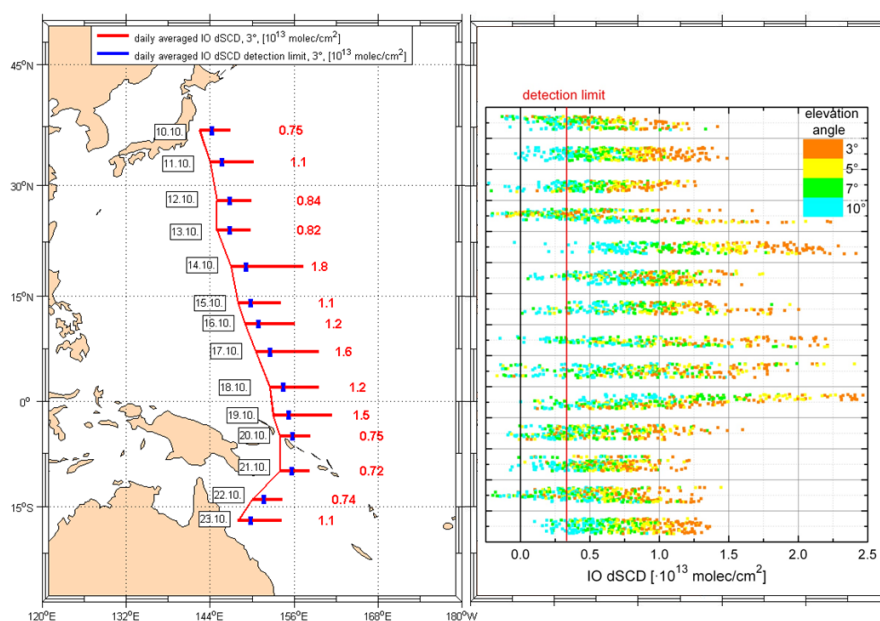 daily averaged IO dSCD, 3°, [10¹³ molec/cm²]
daily averaged IO dSCD detection limit, 3°, [10¹³ molec/cm²]
45°N
30°N
15°N
0°
15°S
120°E
132°E
144°E
156°E
168°E
180°W
10.10.
0.75
11.10.
1.1
12.10.
0.84
13.10.
0.82
14.10.
1.8
15.10.
1.1
16.10.
1.2
17.10.
1.6
18.10.
1.2
19.10.
1.5
20.10.
0.75
21.10.
0.72
22.10.
0.74
23.10.
1.1
detection limit
elevation
angle
3°
5°
7°
10°
0.0
0.5
1.0
1.5
2.0
2.5
IO dSCD [·10¹³ molec/cm²]